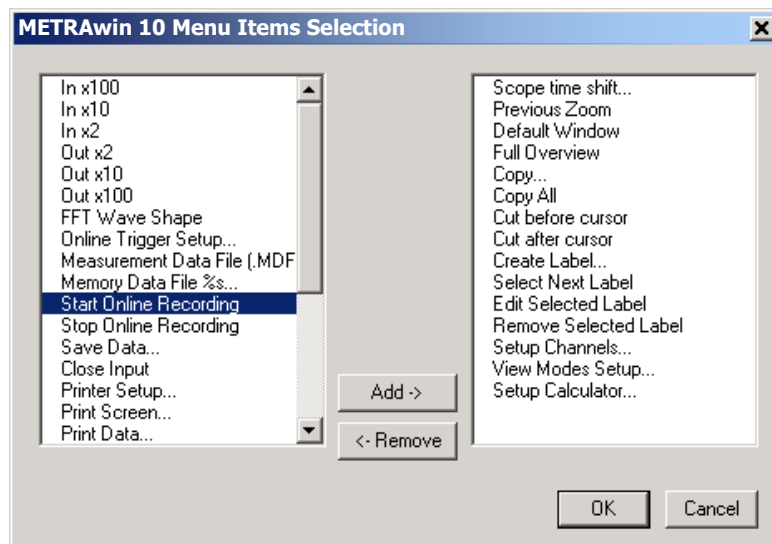 METRAwin 10 Menu Items Selection
In x100
In x10
In x2
Out x2
Out x10
Out x100
FFT Wave Shape
Online Trigger Setup...
Measurement Data File (.MDF
Memory Data File %s...
Start Online Recording
Stop Online Recording
Save Data...
Close Input
Printer Setup...
Print Screen...
Print Data...
Add ->
<- Remove
Scope time shift...
Previous Zoom
Default Window
Full Overview
Copy...
Copy All
Cut before cursor
Cut after cursor
Create Label...
Select Next Label
Edit Selected Label
Remove Selected Label
Setup Channels...
View Modes Setup...
Setup Calculator...
OK
Cancel